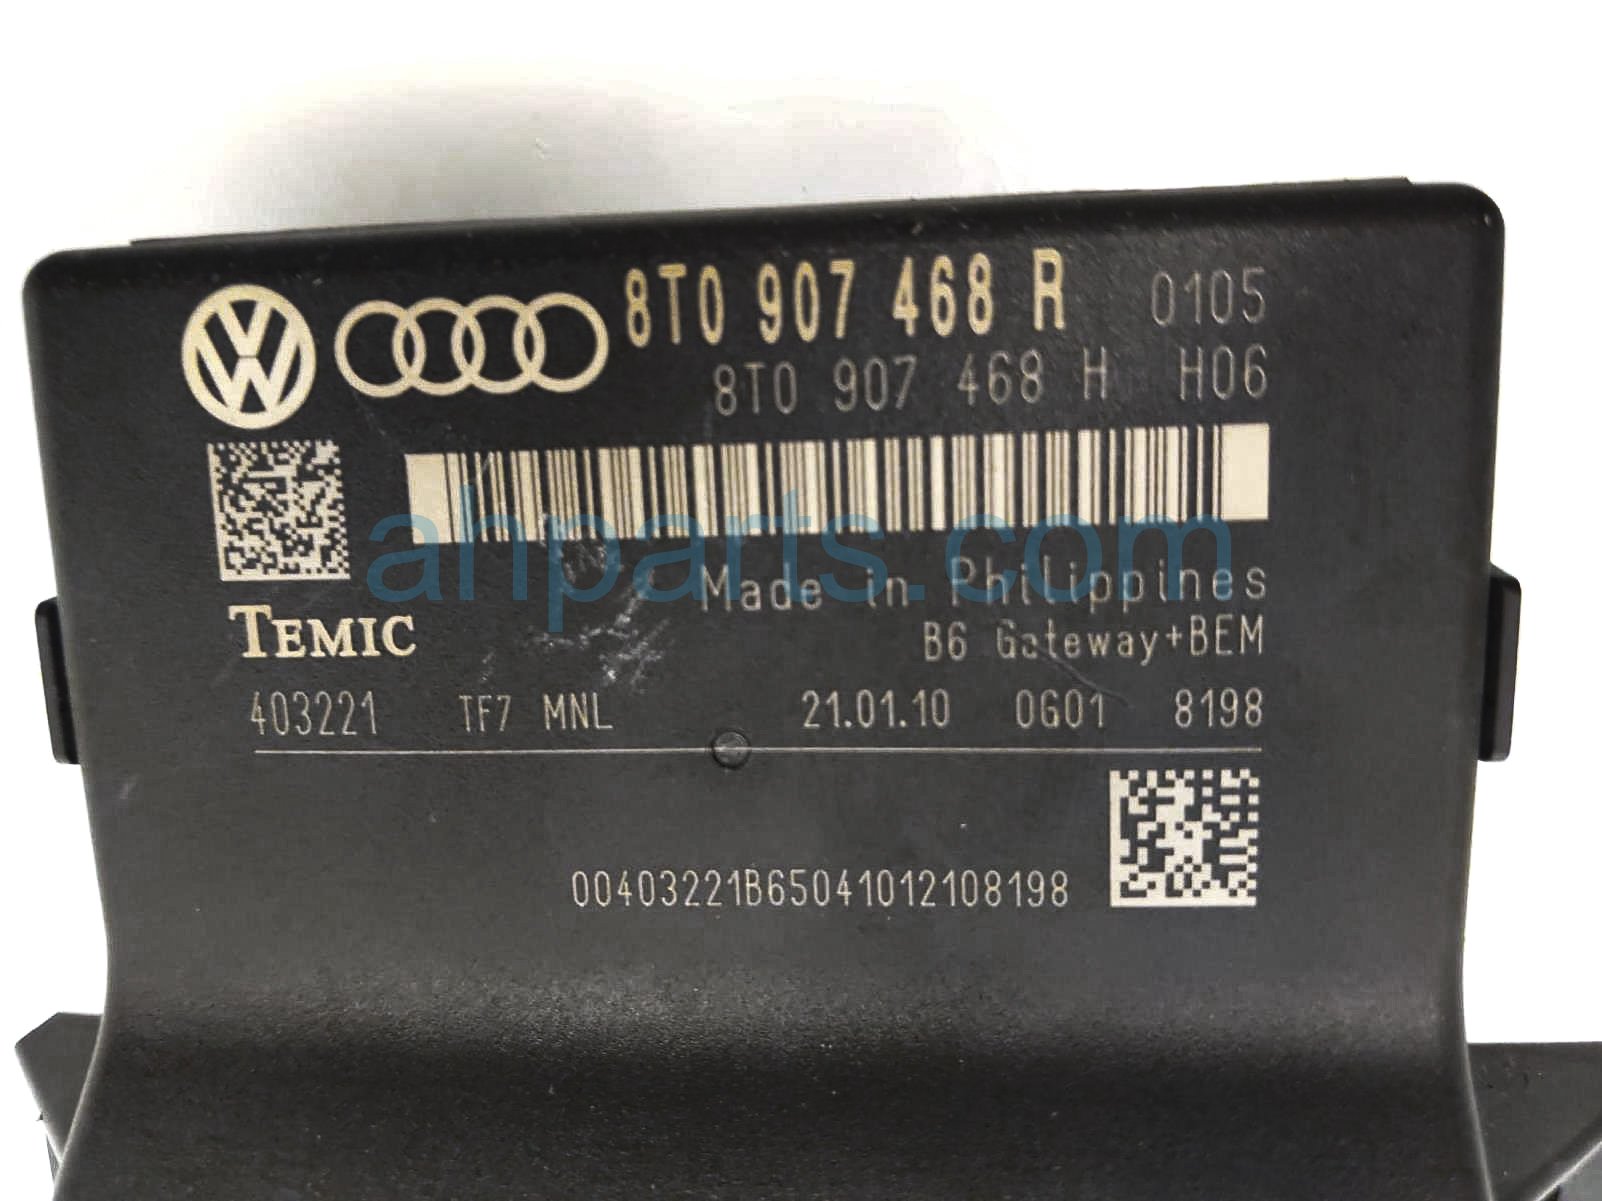 8T0 907 468 R 0105
8T0 907 468 H H06
ahparts.com
Made in Philippines
TEMIC
B6 Gateway+BEM
403221 TF7 MNL 21.01.10 0G01 8198
00403221B65041012108198